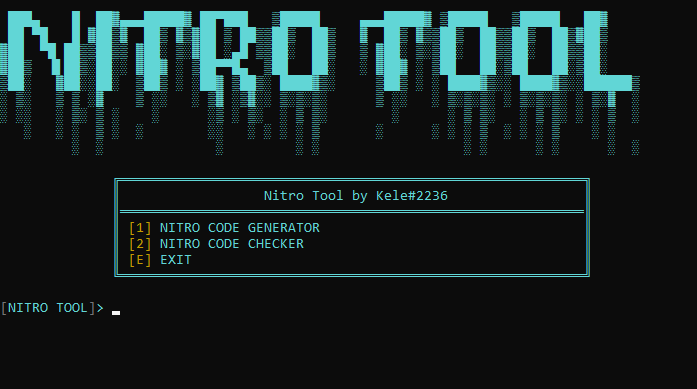 NITRO TOOL
Nitro Tool by Kele#2236
[1] NITRO CODE GENERATOR
[2] NITRO CODE CHECKER
[E] EXIT
[NITRO TOOL]>